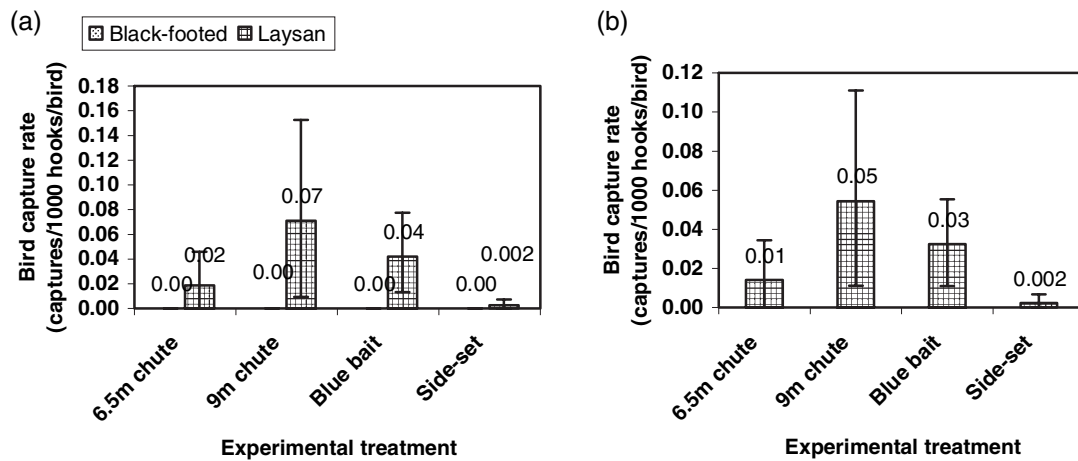 (a)
Black-footed Laysan
Bird capture rate
(captures/1000 hooks/bird)
0.18
0.16
0.14
0.12
0.10
0.08
0.06
0.04
0.02
0.00
0.00 0.02
0.00 0.07
0.00 0.04
0.00 0.002
6.5m chute
9m chute
Blue bait
Side-set
Experimental treatment
(b)
Bird capture rate
(captures/1000 hooks/bird)
0.12
0.10
0.08
0.06
0.04
0.02
0.00
0.01
0.05
0.03
0.002
6.5m chute
9m chute
Blue bait
Side-set
Experimental treatment